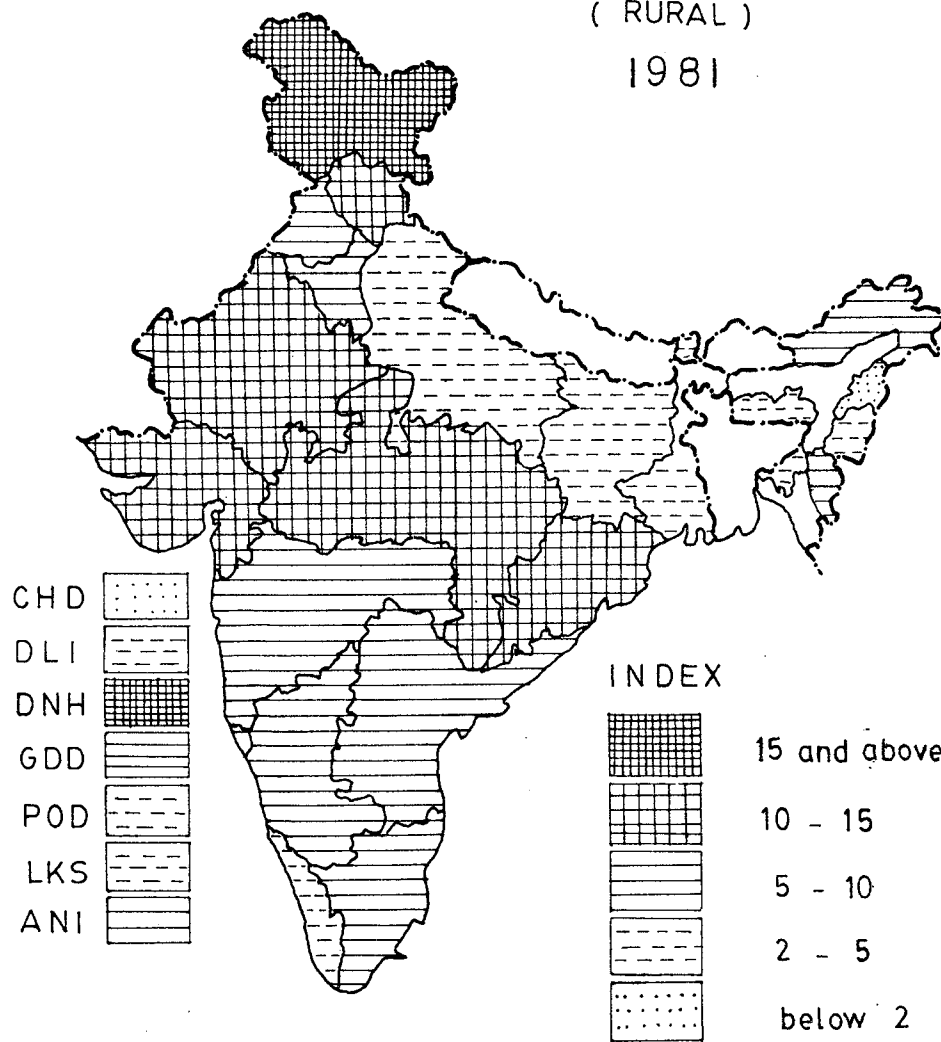 ( RURAL )
1981
CHD
DLI
DNH
GDD
POD
LKS
ANI
INDEX
15 and above
10 - 15
5 - 10
2 - 5
below 2